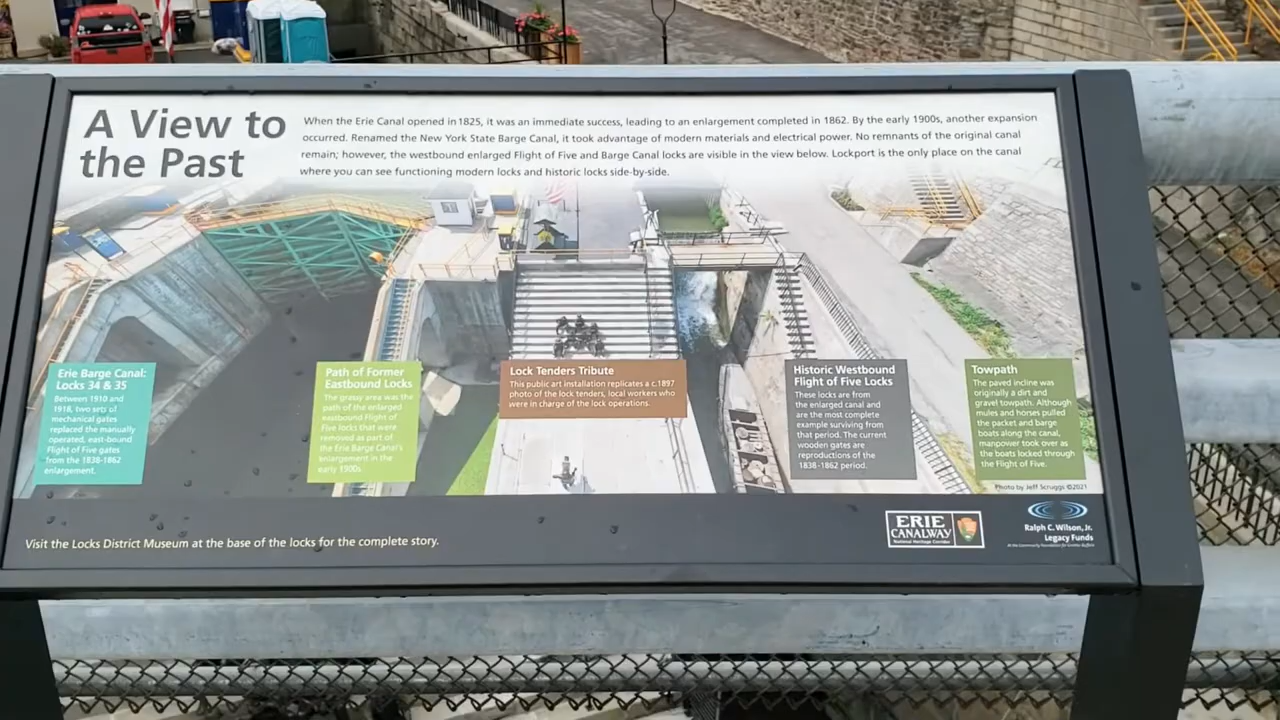 A View to
the Past
When the Erie Canal opened in 1825, it was an immediate success, leading to an enlargement completed in 1862. By the early 1900s, another expansion
occurred. Renamed the New York State Barge Canal, it took advantage of modern materials and electrical power. No remnants of the original canal
remain; however, the westbound enlarged Flight of Five and Barge Canal locks are visible in the view below. Lockport is the only place on the canal
where you can see functioning modern locks and historic locks side-by-side.
Erie Barge Canal:
Locks 34 & 35
Between 1910 and
1918, two sets of
mechanical gates
replaced the manually
operated, east-bound
Flight of Five gates
from the 1838-1862
enlargement.
Path of Former
Eastbound Locks
The grassy area was the
path of the enlarged
eastbound Flight of
Five locks that were
removed as part of
the Erie Barge Canal's
enlargement in the
early 1900s.
Lock Tenders Tribute
This public art installation replicates a c.1897
photo of the lock tenders, local workers who
were in charge of the lock operations.
Historic Westbound
Flight of Five Locks
These locks are from
the enlarged canal and
are the most complete
example surviving from
that period. The current
wooden gates are
reproductions of the
1838-1862 period.
Towpath
The paved incline was
originally a dirt and
gravel towpath. Although
mules and horses pulled
the packet and barge
boats along the canal,
manpower took over as
the boats locked through
the Flight of Five.
Photo by Jeff Scruggs ©2021
Visit the Locks District Museum at the base of the locks for the complete story.
ERIE
CANALWAY
National Heritage Corridor
Ralph C. Wilson, Jr.
Legacy Funds